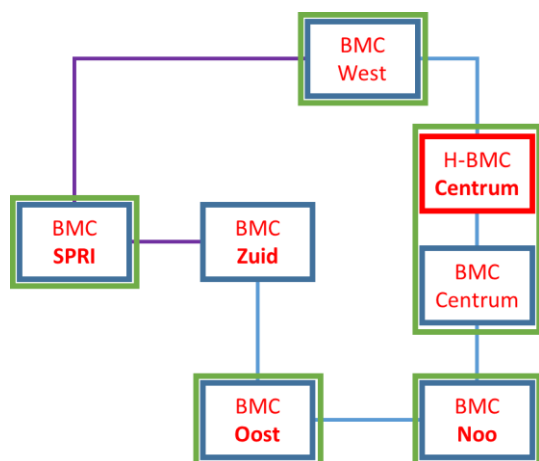 BMC
West
H-BMC
Centrum
BMC
SPRI
BMC
Zuid
BMC
Centrum
BMC
Oost
BMC
Noo